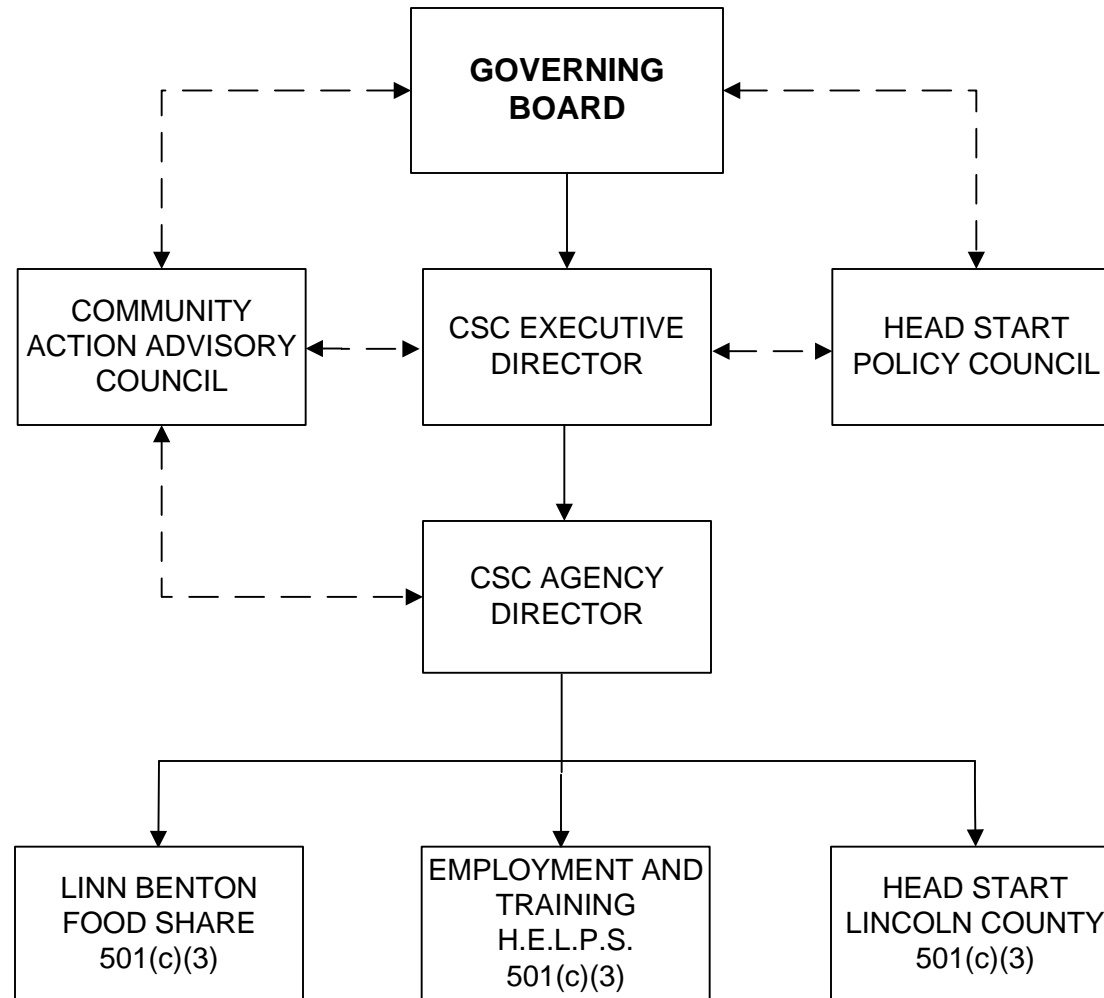 GOVERNING
BOARD
COMMUNITY
ACTION ADVISORY
COUNCIL
CSC EXECUTIVE
DIRECTOR
HEAD START
POLICY COUNCIL
CSC AGENCY
DIRECTOR
LINN BENTON
FOOD SHARE
501(c)(3)
EMPLOYMENT AND
TRAINING
H.E.L.P.S.
501(c)(3)
HEAD START
LINCOLN COUNTY
501(c)(3)